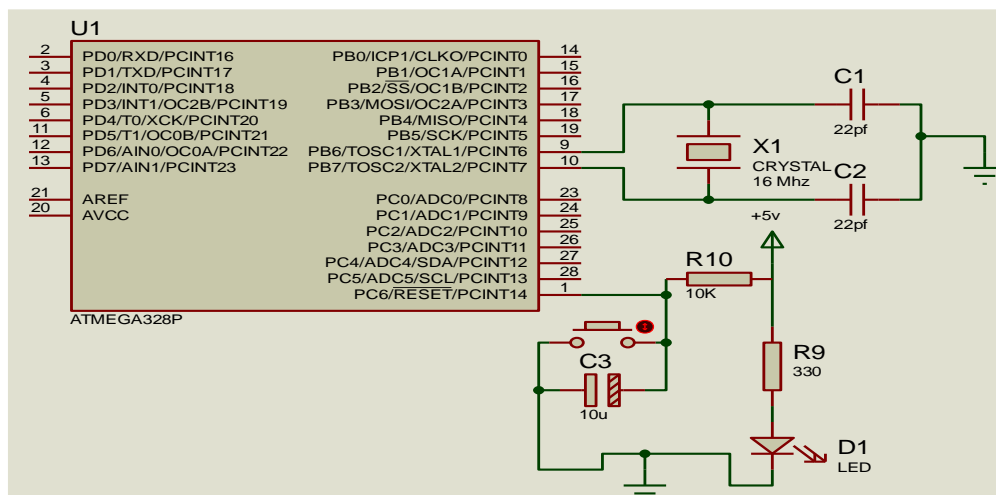 U1
2 PD0/RXD/PCINT16
3 PD1/TXD/PCINT17
4 PD2/INT0/PCINT18
5 PD3/INT1/OC2B/PCINT19
6 PD4/T0/XCK/PCINT20
11 PD5/T1/OC0B/PCINT21
12 PD6/AIN0/OC0A/PCINT22
13 PD7/AIN1/PCINT23
21 AREF
20 AVCC
PB0/ICP1/CLKO/PCINT0 14
PB1/OC1A/PCINT1 15
PB2/SS/OC1B/PCINT2 16
PB3/MOSI/OC2A/PCINT3 17
PB4/MISO/PCINT4 18
PB5/SCK/PCINT5 19
PB6/TOSC1/XTAL1/PCINT6 9
PB7/TOSC2/XTAL2/PCINT7 10
PC0/ADC0/PCINT8 23
PC1/ADC1/PCINT9 24
PC2/ADC2/PCINT10 25
PC3/ADC3/PCINT11 26
PC4/ADC4/SDA/PCINT12 27
PC5/ADC5/SCL/PCINT13 28
PC6/RESET/PCINT14 1
ATMEGA328P
C1
22pf
X1
CRYSTAL
16 Mhz
C2
22pf
+5v
R10
10K
C3
10u
R9
330
D1
LED